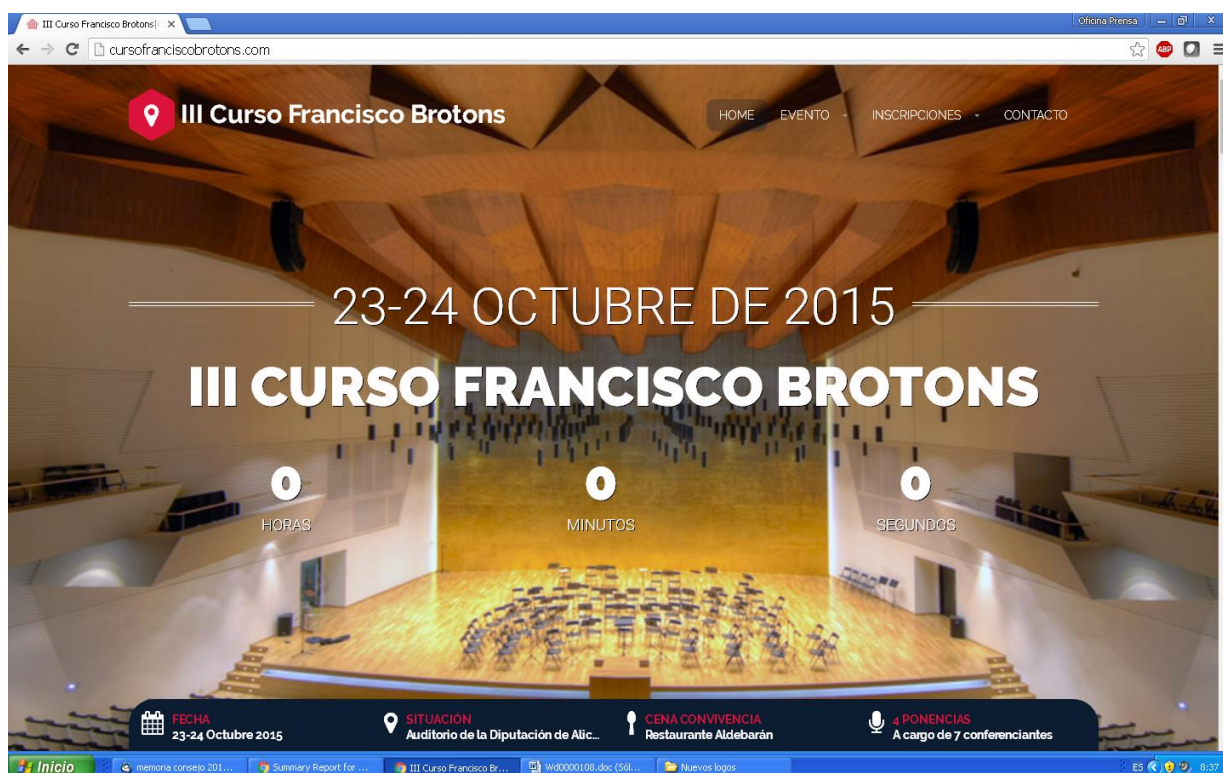 III Curso Francisco Brotons|
Oficina Prensa
cursofranciscobrotons.com
ABP
III Curso Francisco Brotons
HOME EVENTO INSCRIPCIONES CONTACTO
23-24 OCTUBRE DE 2015
III CURSO FRANCISCO BROTONS
0 0 0
HORAS MINUTOS SEGUNDOS
FECHA SITUACIÓN CENA CONVIVENCIA 4 PONENCIAS
23-24 Octubre 2015 Auditorio de la Diputación de Alic... Restaurante Aldebarán A cargo de 7 conferenciantes
Inicio memoria consejo 201... Summary Report for ... III Curso Francisco Br... Wd0000108.doc (Sól... Nuevos logos ES 8:37